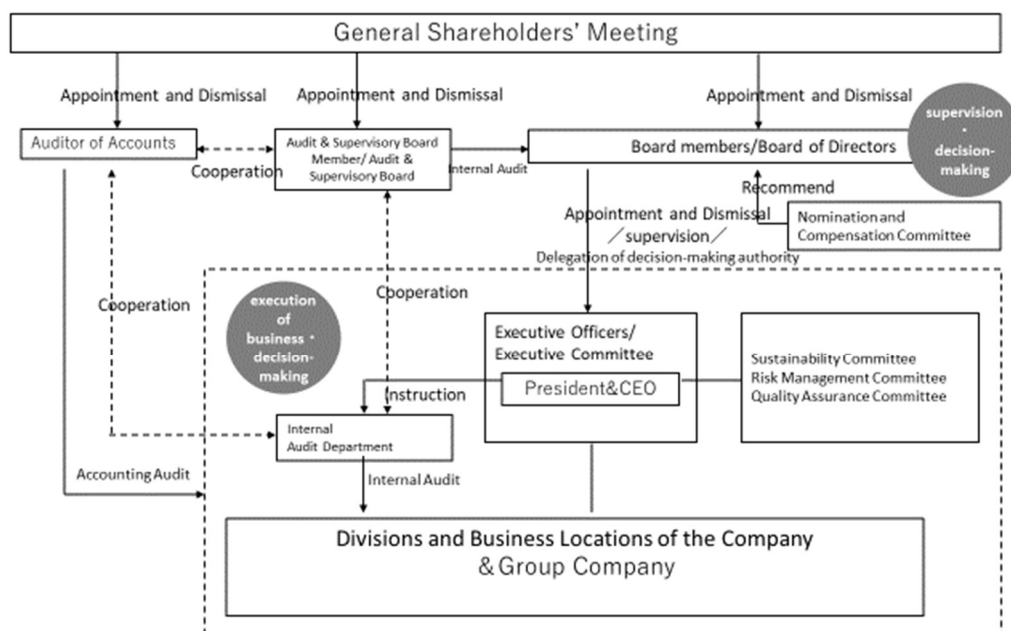 General Shareholders' Meeting
Appointment and Dismissal
Appointment and Dismissal
Appointment and Dismissal
Auditor of Accounts
Cooperation
Audit & Supervisory Board
Member/ Audit &
Supervisory Board
Internal Audit
Board members/Board of Directors
supervision
・
decision-
making
Recommend
Nomination and
Compensation Committee
Appointment and Dismissal
／supervision／
Delegation of decision-making authority
Cooperation
Cooperation
execution
of
business・
decision-
making
Executive Officers/
Executive Committee
President&CEO
Sustainability Committee
Risk Management Committee
Quality Assurance Committee
Instruction
Internal
Audit Department
Accounting Audit
Internal Audit
Divisions and Business Locations of the Company
& Group Company